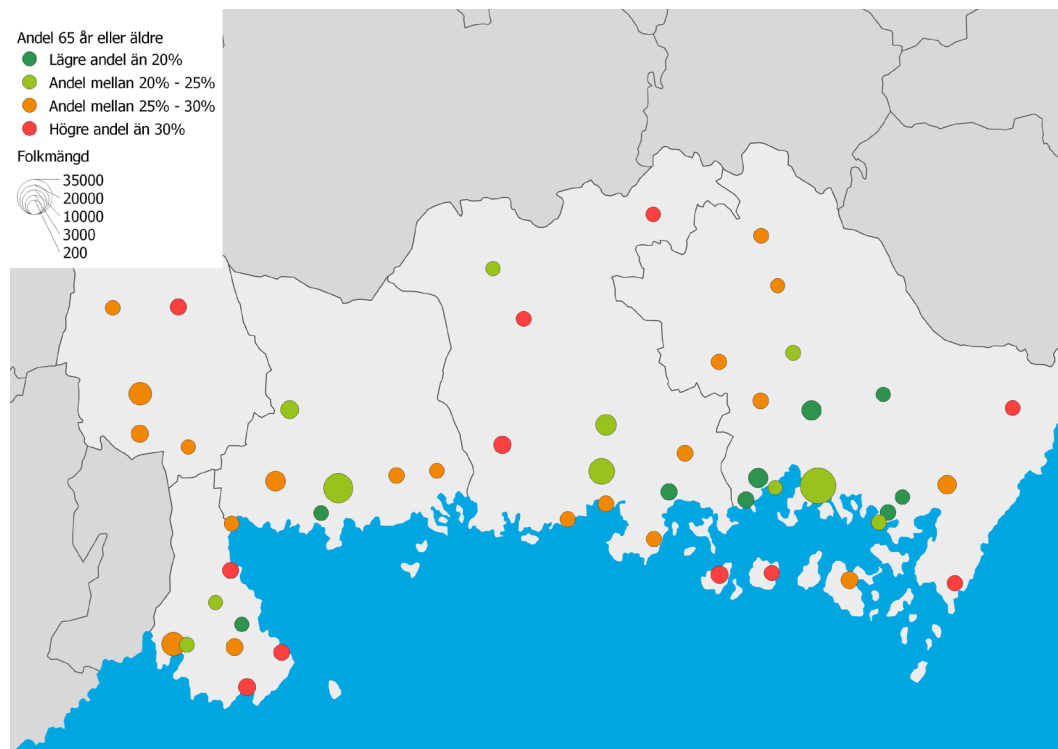 Andel 65 år eller äldre
Lägre andel än 20%
Andel mellan 20% - 25%
Andel mellan 25% - 30%
Högre andel än 30%
Folkmängd
35000
20000
10000
3000
200